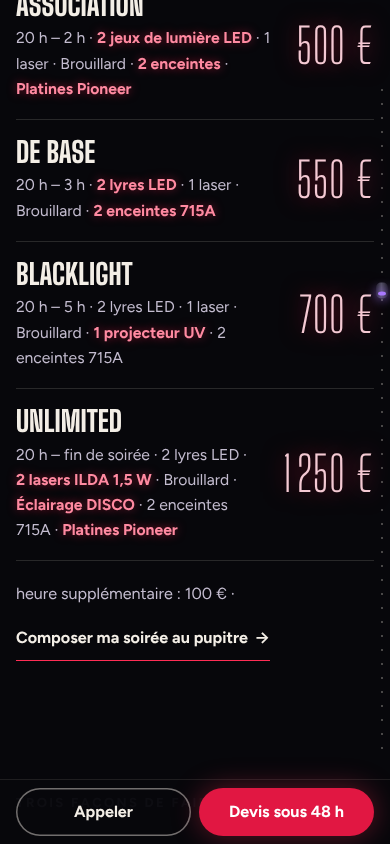 ASSOCIATION
20 h – 2 h · 2 jeux de lumière LED · 1
laser · Brouillard · 2 enceintes ·
Platines Pioneer
500 €
DE BASE
20 h – 3 h · 2 lyres LED · 1 laser ·
Brouillard · 2 enceintes 715A
550 €
BLACKLIGHT
20 h – 5 h · 2 lyres LED · 1 laser ·
Brouillard · 1 projecteur UV · 2
enceintes 715A
700 €
UNLIMITED
20 h – fin de soirée · 2 lyres LED ·
2 lasers ILDA 1,5 W · Brouillard ·
Éclairage DISCO · 2 enceintes
715A · Platines Pioneer
1 250 €
heure supplémentaire : 100 € ·
Composer ma soirée au pupitre →
Appeler
Devis sous 48 h